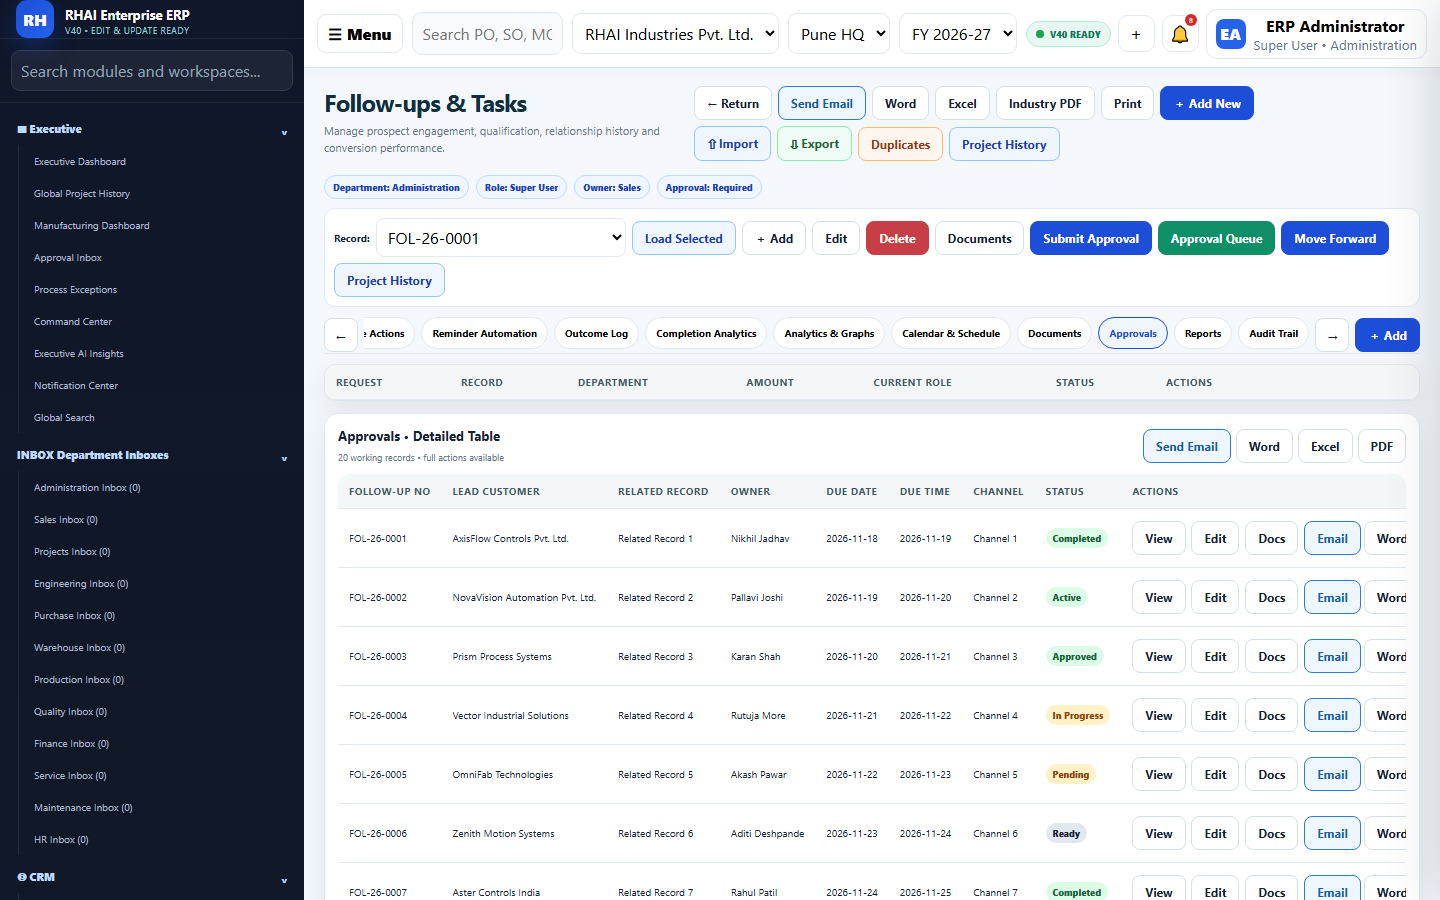 RH RHAI Enterprise ERP
V40 • EDIT & UPDATE READY
Search modules and workspaces...
Executive
Executive Dashboard
Global Project History
Manufacturing Dashboard
Approval Inbox
Process Exceptions
Command Center
Executive AI Insights
Notification Center
Global Search
INBOX Department Inboxes
Administration Inbox (0)
Sales Inbox (0)
Projects Inbox (0)
Engineering Inbox (0)
Purchase Inbox (0)
Warehouse Inbox (0)
Production Inbox (0)
Quality Inbox (0)
Finance Inbox (0)
Service Inbox (0)
Maintenance Inbox (0)
HR Inbox (0)
CRM
☰ Menu Search PO, SO, MC RHAI Industries Pvt. Ltd. Pune HQ FY 2026-27 V40 READY + 8 EA ERP Administrator
Super User • Administration
Follow-ups & Tasks
Manage prospect engagement, qualification, relationship history and
conversion performance.
← Return Send Email Word Excel Industry PDF Print + Add New
⇧ Import ⇩ Export Duplicates Project History
Department: Administration Role: Super User Owner: Sales Approval: Required
Record: FOL-26-0001 Load Selected + Add Edit Delete Documents Submit Approval Approval Queue Move Forward
Project History
← Actions Reminder Automation Outcome Log Completion Analytics Analytics & Graphs Calendar & Schedule Documents Approvals Reports Audit Trail → + Add
REQUEST RECORD DEPARTMENT AMOUNT CURRENT ROLE STATUS ACTIONS
Approvals • Detailed Table
20 working records • full actions available
Send Email Word Excel PDF
FOLLOW-UP NO LEAD CUSTOMER RELATED RECORD OWNER DUE DATE DUE TIME CHANNEL STATUS ACTIONS
FOL-26-0001 AxisFlow Controls Pvt. Ltd. Related Record 1 Nikhil Jadhav 2026-11-18 2026-11-19 Channel 1 Completed View Edit Docs Email Word
FOL-26-0002 NovaVision Automation Pvt. Ltd. Related Record 2 Pallavi Joshi 2026-11-19 2026-11-20 Channel 2 Active View Edit Docs Email Word
FOL-26-0003 Prism Process Systems Related Record 3 Karan Shah 2026-11-20 2026-11-21 Channel 3 Approved View Edit Docs Email Word
FOL-26-0004 Vector Industrial Solutions Related Record 4 Rutuja More 2026-11-21 2026-11-22 Channel 4 In Progress View Edit Docs Email Word
FOL-26-0005 OmniFab Technologies Related Record 5 Akash Pawar 2026-11-22 2026-11-23 Channel 5 Pending View Edit Docs Email Word
FOL-26-0006 Zenith Motion Systems Related Record 6 Aditi Deshpande 2026-11-23 2026-11-24 Channel 6 Ready View Edit Docs Email Word
FOL-26-0007 Aster Controls India Related Record 7 Rahul Patil 2026-11-24 2026-11-25 Channel 7 Completed View Edit Docs Email Word